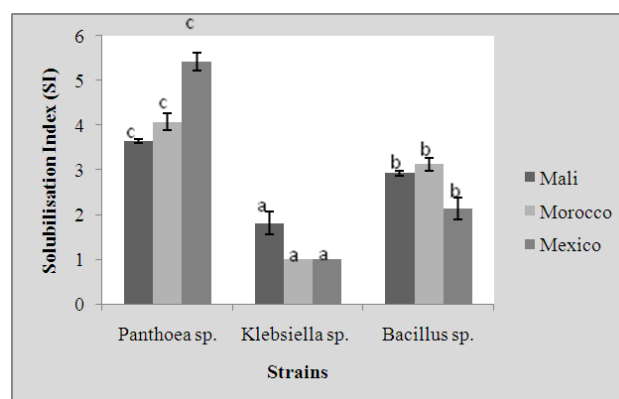 c
6
5
4
3
2
1
0
Solubilisation Index (SI)
c
c
a
a
a
b
b
b
Mali
Morocco
Mexico
Panthoea sp.
Klebsiella sp.
Bacillus sp.
Strains